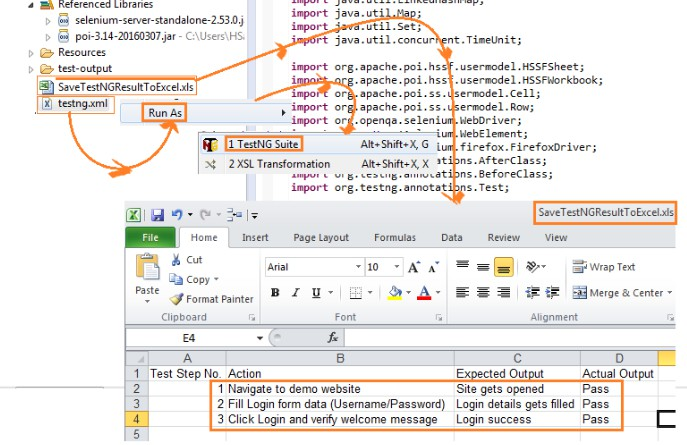 Referenced Libraries
selenium-server-standalone-2.53.0.j
poi-3.14-20160307.jar - C:\Users\HSa
Resources
test-output
SaveTestNGResultToExcel.xls
testng.xml
Run As
1 TestNG Suite Alt+Shift+X, G
2 XSL Transformation Alt+Shift+X, X
import java.util.LinkedHashMap;
import java.util.Map;
import java.util.Set;
import java.util.concurrent.TimeUnit;
import org.apache.poi.hssf.usermodel.HSSFSheet;
import org.apache.poi.hssf.usermodel.HSSFWorkbook;
import org.apache.poi.ss.usermodel.Cell;
import org.apache.poi.ss.usermodel.Row;
import org.openqa.selenium.WebDriver;
.WebElement;
ium.firefox.FirefoxDriver;
tations.AfterClass;
import org.testng.annotations.BeforeClass;
import org.testng.annotations.Test;
SaveTestNGResultToExcel.xls
File Home Insert Page Layout Formulas Data Review View
Paste
Cut
Copy
Format Painter
Clipboard
Arial 10
B I U
Font
Wrap Text
Merge & Center
Alignment
E4 fx
A B C D
1 Test Step No. Action Expected Output Actual Output
2 1 Navigate to demo website Site gets opened Pass
3 2 Fill Login form data (Username/Password) Login details gets filled Pass
4 3 Click Login and verify welcome message Login success Pass
5